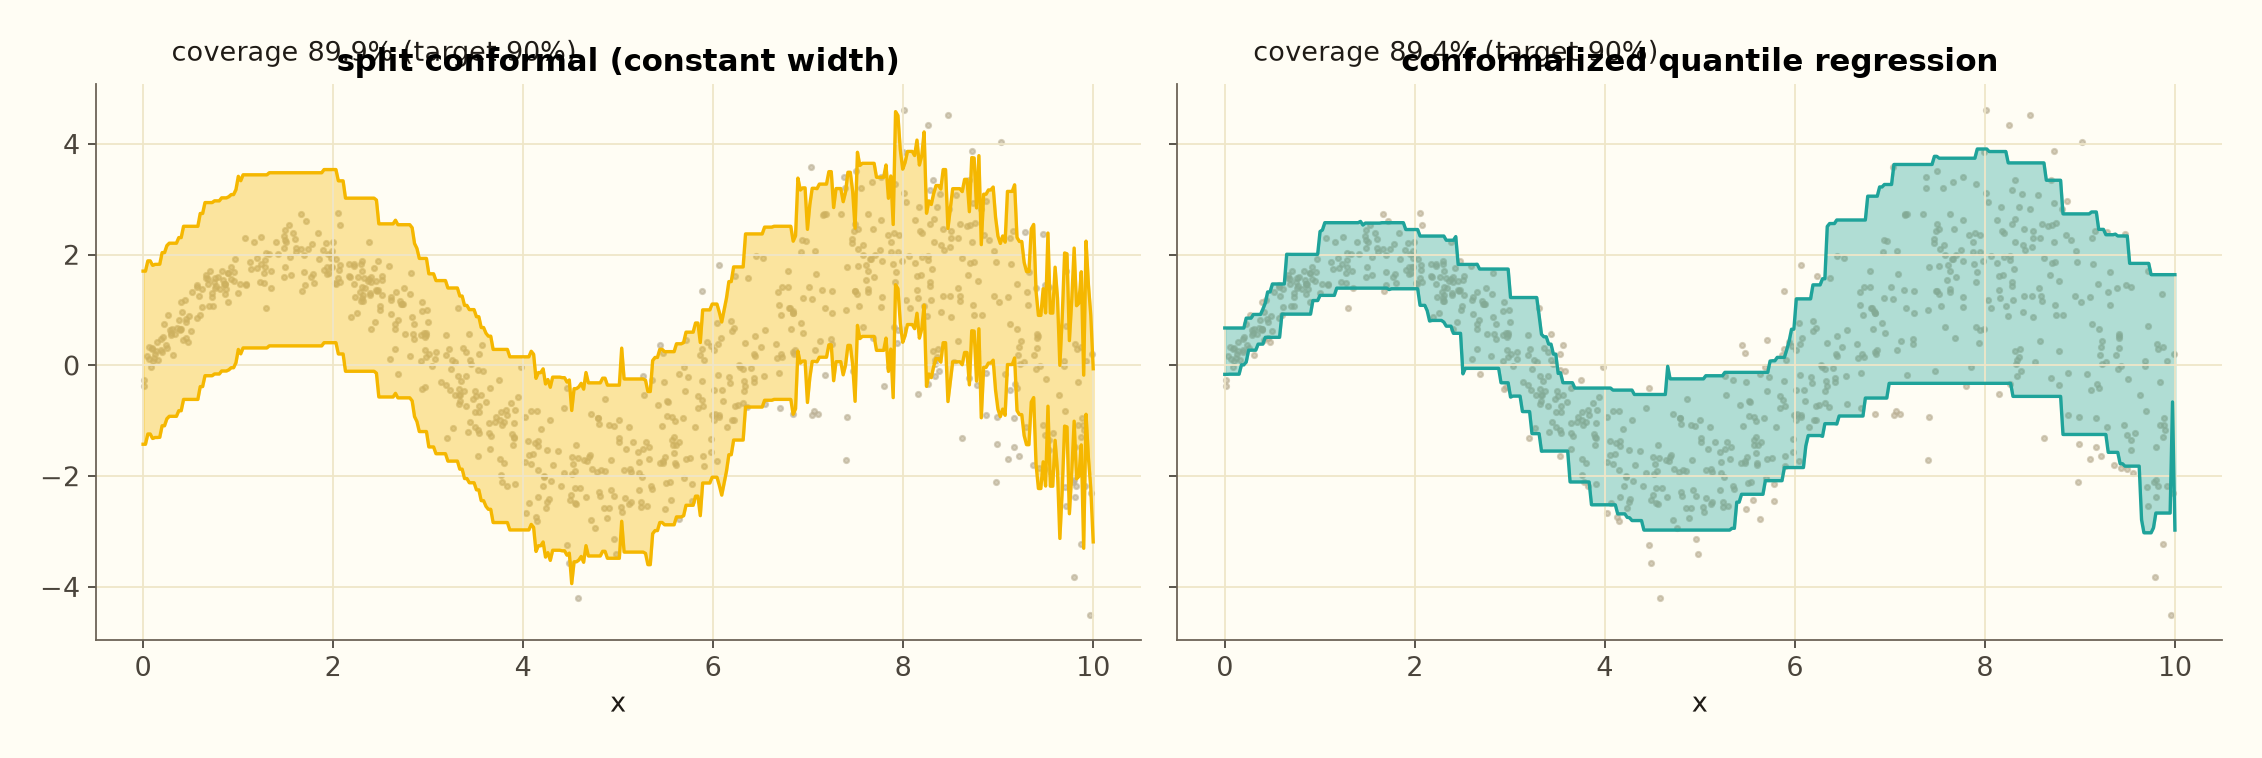 coverage 89.9% (target 90%)
split conformal (constant width)
4
2
0
−2
−4
0 2 4 6 8 10
x
coverage 89.4% (target 90%)
conformalized quantile regression
0 2 4 6 8 10
x